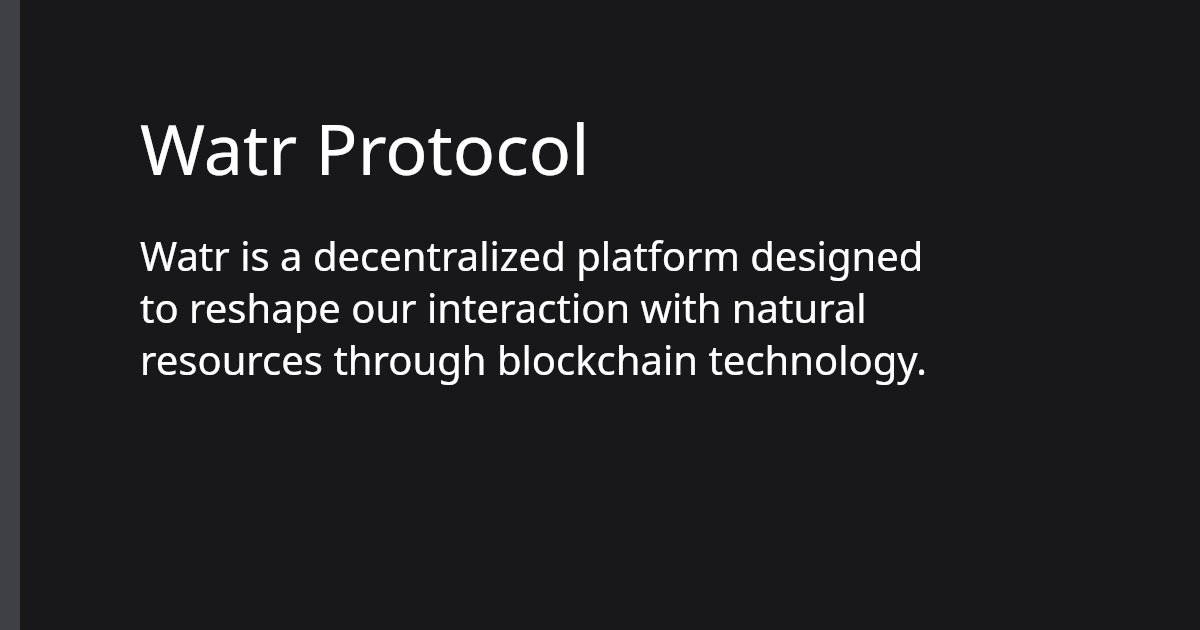 Watr Protocol
Watr is a decentralized platform designed
to reshape our interaction with natural
resources through blockchain technology.